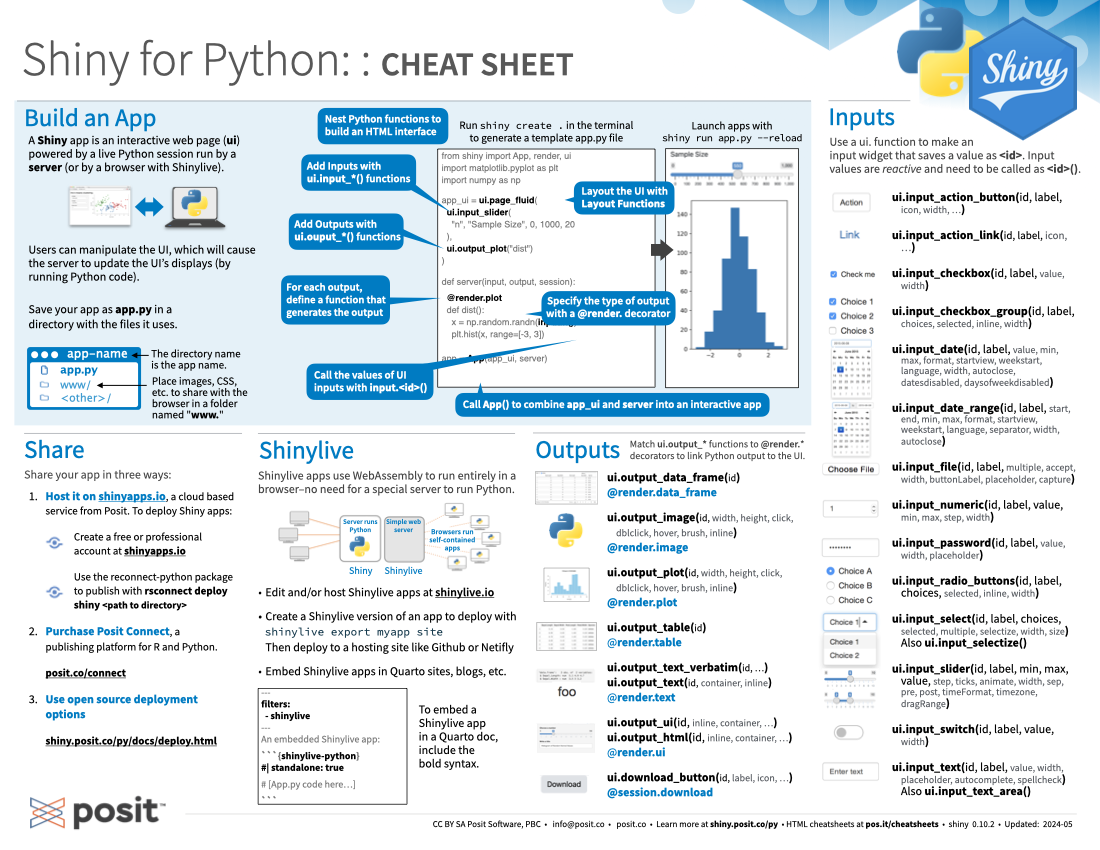 Shiny for Python: : CHEAT SHEET
Shiny
Build an App
A Shiny app is an interactive web page (ui)
powered by a live Python session run by a
server (or by a browser with Shinylive).
Users can manipulate the UI, which will cause
the server to update the UI's displays (by
running Python code).
Save your app as app.py in a
directory with the files it uses.
app-name
app.py
www/
<other>/
The directory name
is the app name.
Place images, CSS,
etc. to share with the
browser in a folder
named "www."
Nest Python functions to
build an HTML interface
Add Inputs with
ui.input_*() functions
Add Outputs with
ui.ouput_*() functions
For each output,
define a function that
generates the output
Call the values of UI
inputs with input.<id>()
Run shiny create . in the terminal
to generate a template app.py file
from shiny import App, render, ui
import matplotlib.pyplot as plt
import numpy as np
app_ui = ui.page_fluid(
ui.input_slider(
"n", "Sample Size", 0, 1000, 20
),
ui.output_plot("dist")
)
def server(input, output, session):
@render.plot
def dist():
x = np.random.randn(
plt.hist(x, range=[-3, 3])
(app_ui, server)
Layout the UI with
Layout Functions
Specify the type of output
with a @render. decorator
Call App() to combine app_ui and server into an interactive app
Launch apps with
shiny run app.py --reload
Sample Size
0
1,000
140
120
100
80
60
40
20
0
−2
0
2
Inputs
Use a ui. function to make an
input widget that saves a value as <id>. Input
values are reactive and need to be called as <id>().
Action
ui.input_action_button(id, label,
icon, width, …)
Link
ui.input_action_link(id, label, icon,
…)
Check me
ui.input_checkbox(id, label, value,
width)
Choice 1
Choice 2
Choice 3
ui.input_checkbox_group(id, label,
choices, selected, inline, width)
ui.input_date(id, label, value, min,
max, format, startview, weekstart,
language, width, autoclose,
datesdisabled, daysofweekdisabled)
ui.input_date_range(id, label, start,
end, min, max, format, startview,
weekstart, language, separator, width,
autoclose)
Choose File
ui.input_file(id, label, multiple, accept,
width, buttonLabel, placeholder, capture)
1
ui.input_numeric(id, label, value,
min, max, step, width)
ui.input_password(id, label, value,
width, placeholder)
Choice A
Choice B
Choice C
ui.input_radio_buttons(id, label,
choices, selected, inline, width)
Choice 1
Choice 1
Choice 2
ui.input_select(id, label, choices,
selected, multiple, selectize, width, size)
Also ui.input_selectize()
ui.input_slider(id, label, min, max,
value, step, ticks, animate, width, sep,
pre, post, timeFormat, timezone,
dragRange)
ui.input_switch(id, label, value,
width)
Enter text
ui.input_text(id, label, value, width,
placeholder, autocomplete, spellcheck)
Also ui.input_text_area()
Share
Share your app in three ways:
1. Host it on shinyapps.io, a cloud based
service from Posit. To deploy Shiny apps:
Create a free or professional
account at shinyapps.io
Use the reconnect-python package
to publish with rsconnect deploy
shiny <path to directory>
2. Purchase Posit Connect, a
publishing platform for R and Python.
posit.co/connect
3. Use open source deployment
options
shiny.posit.co/py/docs/deploy.html
Shinylive
Shinylive apps use WebAssembly to run entirely in a
browser–no need for a special server to run Python.
Server runs
Python
Simple web
server
Browsers run
self-contained
apps
Shiny
Shinylive
• Edit and/or host Shinylive apps at shinylive.io
• Create a Shinylive version of an app to deploy with
shinylive export myapp site
Then deploy to a hosting site like Github or Netifly
• Embed Shinylive apps in Quarto sites, blogs, etc.
---
filters:
- shinylive
---
An embedded Shinylive app:
```{shinylive-python}
#| standalone: true
# [App.py code here…]
```
To embed a
Shinylive app
in a Quarto doc,
include the
bold syntax.
Outputs
Match ui.output_* functions to @render.*
decorators to link Python output to the UI.
ui.output_data_frame(id)
@render.data_frame
ui.output_image(id, width, height, click,
dblclick, hover, brush, inline)
@render.image
ui.output_plot(id, width, height, click,
dblclick, hover, brush, inline)
@render.plot
ui.output_table(id)
@render.table
foo
ui.output_text_verbatim(id, …)
ui.output_text(id, container, inline)
@render.text
ui.output_ui(id, inline, container, …)
ui.output_html(id, inline, container, …)
@render.ui
Download
ui.download_button(id, label, icon, …)
@session.download
posit™
CC BY SA Posit Software, PBC • info@posit.co • posit.co • Learn more at shiny.posit.co/py • HTML cheatsheets at pos.it/cheatsheets • shiny 0.10.2 • Updated: 2024-05